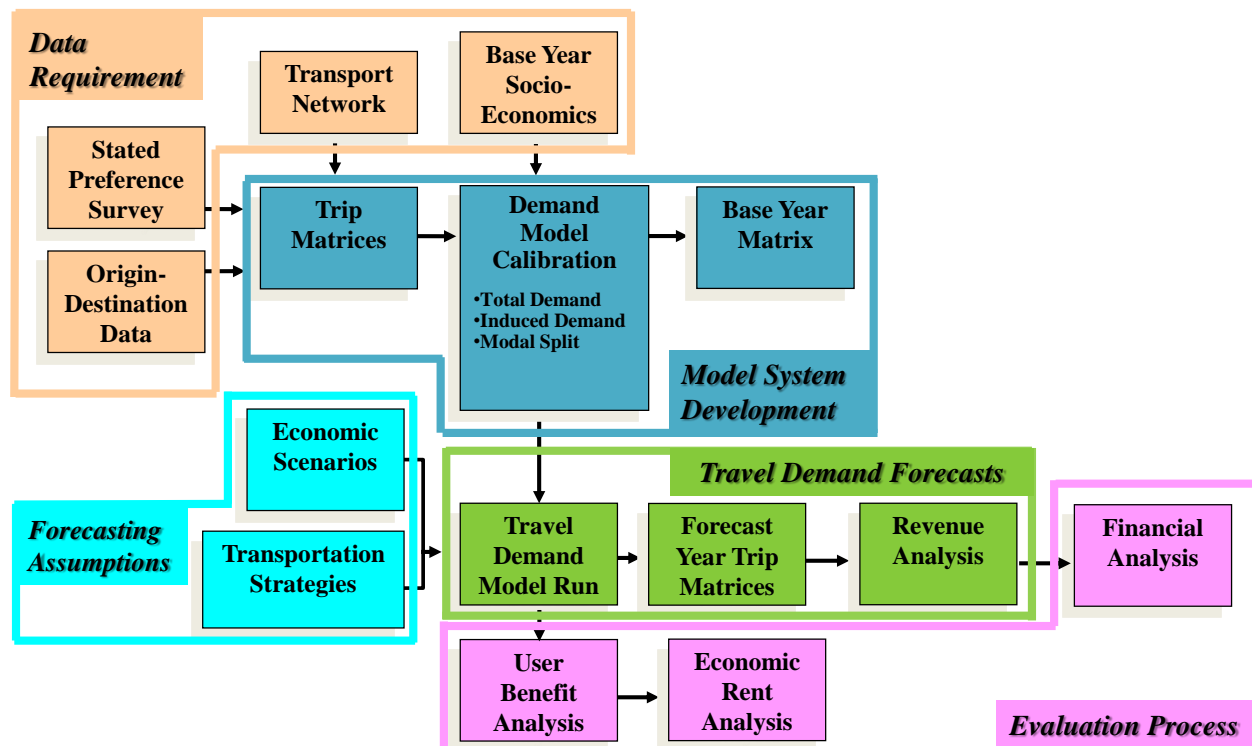 Data
Requirement
Transport
Network
Base Year
Socio-
Economics
Stated
Preference
Survey
Origin-
Destination
Data
Trip
Matrices
Demand
Model
Calibration
•Total Demand
•Induced Demand
•Modal Split
Base Year
Matrix
Model System
Development
Economic
Scenarios
Forecasting
Assumptions
Transportation
Strategies
Travel Demand Forecasts
Travel
Demand
Model Run
Forecast
Year Trip
Matrices
Revenue
Analysis
Financial
Analysis
User
Benefit
Analysis
Economic
Rent
Analysis
Evaluation Process